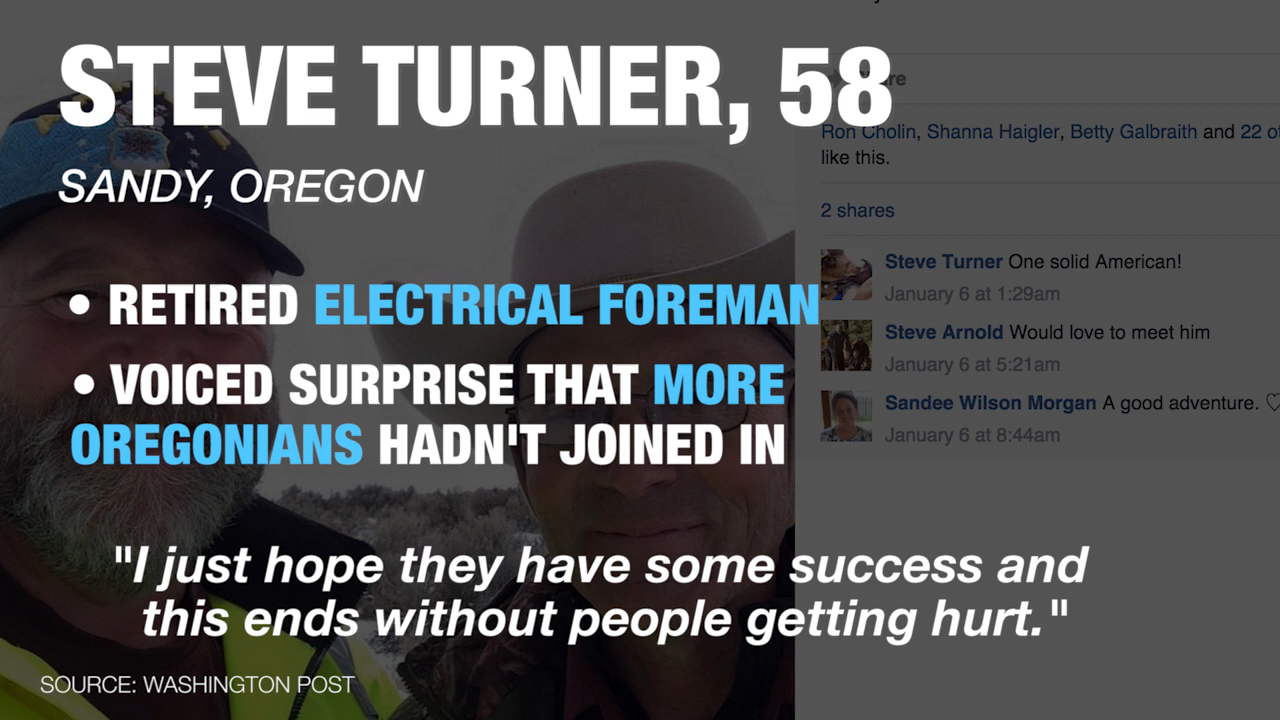 STEVE TURNER, 58
SANDY, OREGON
• RETIRED ELECTRICAL FOREMAN
• VOICED SURPRISE THAT MORE
OREGONIANS HADN'T JOINED IN
"I just hope they have some success and
this ends without people getting hurt."
SOURCE: WASHINGTON POST
Ron Cholin, Shanna Haigler, Betty Galbraith and 22
like this.
2 shares
Steve Turner One solid American!
January 6 at 1:29am
Steve Arnold Would love to meet him
January 6 at 5:21am
Sandee Wilson Morgan A good adventure. ♡
January 6 at 8:44am